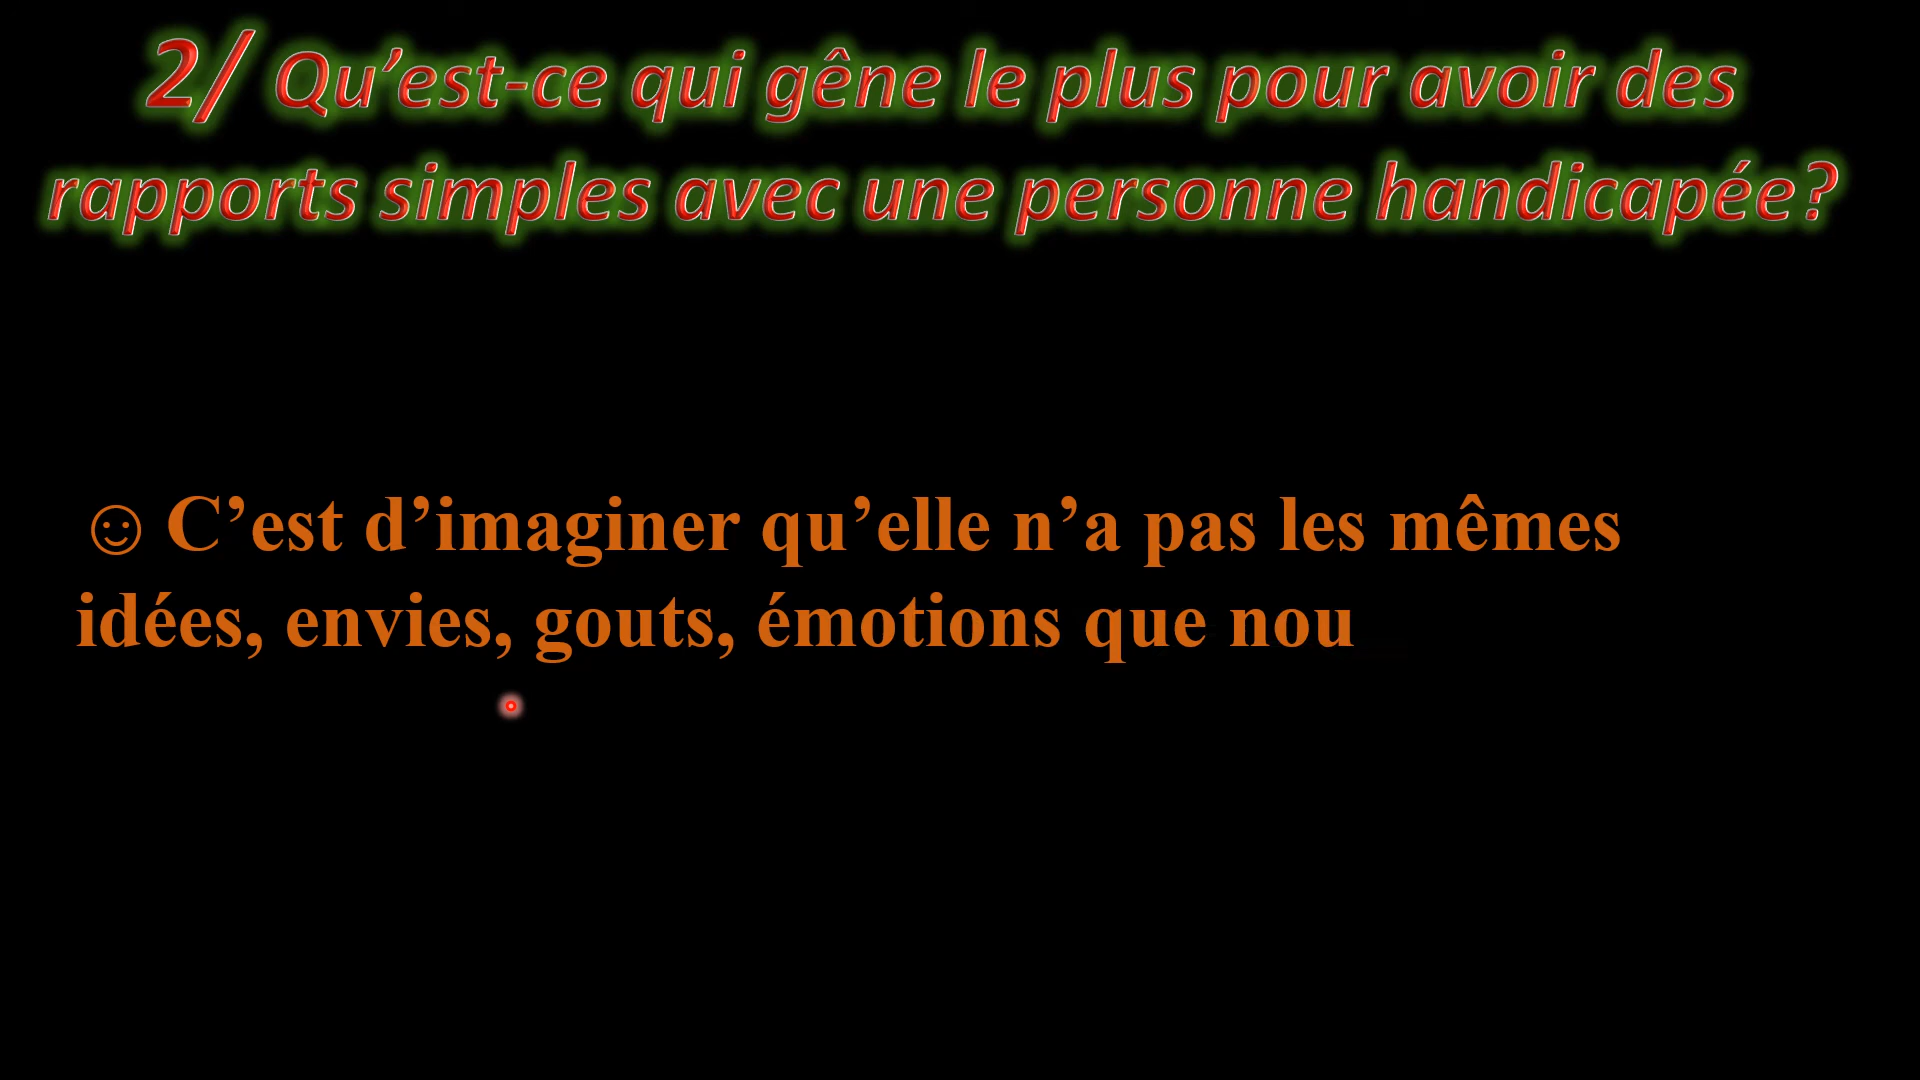 2/ Qu’est-ce qui gêne le plus pour avoir des
rapports simples avec une personne handicapée?
☺ C’est d’imaginer qu’elle n’a pas les mêmes
idées, envies, gouts, émotions que nou